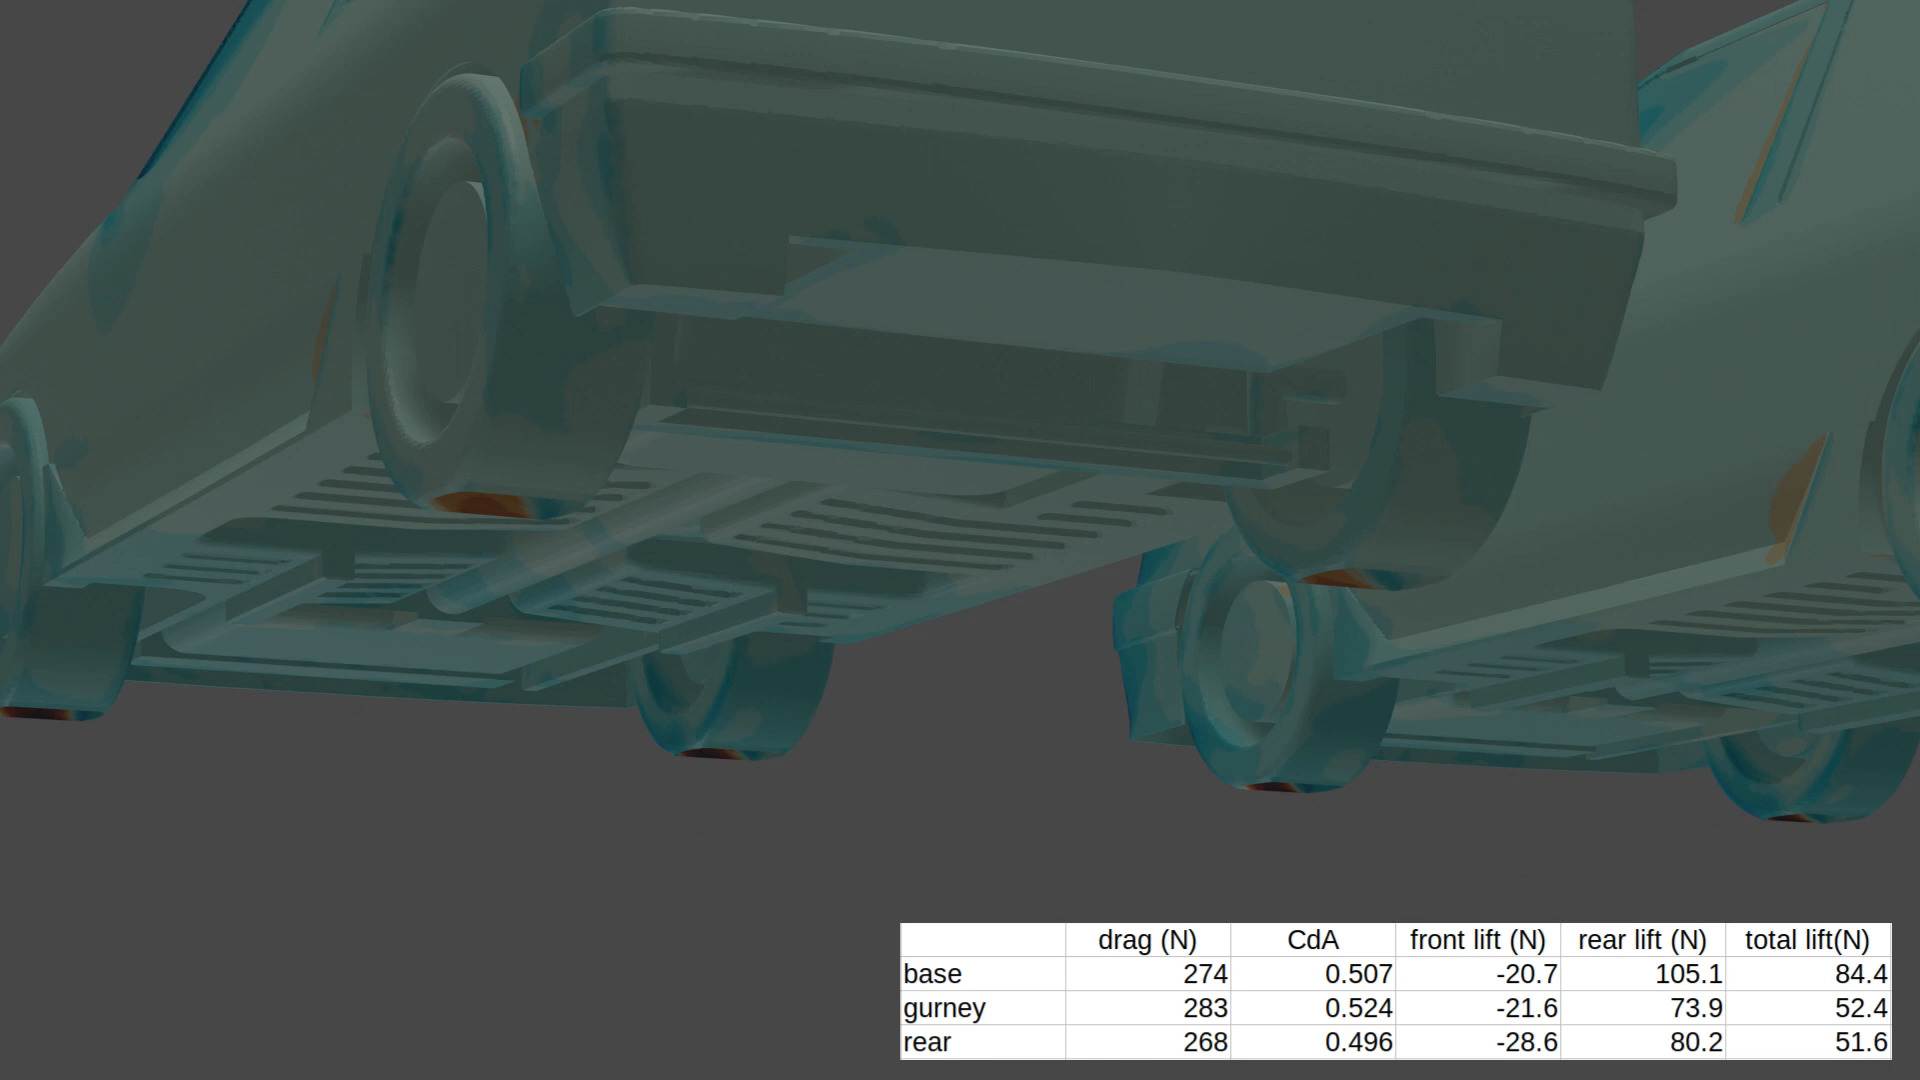 drag (N) CdA front lift (N) rear lift (N) total lift(N)
base 274 0.507 -20.7 105.1 84.4
gurney 283 0.524 -21.6 73.9 52.4
rear 268 0.496 -28.6 80.2 51.6